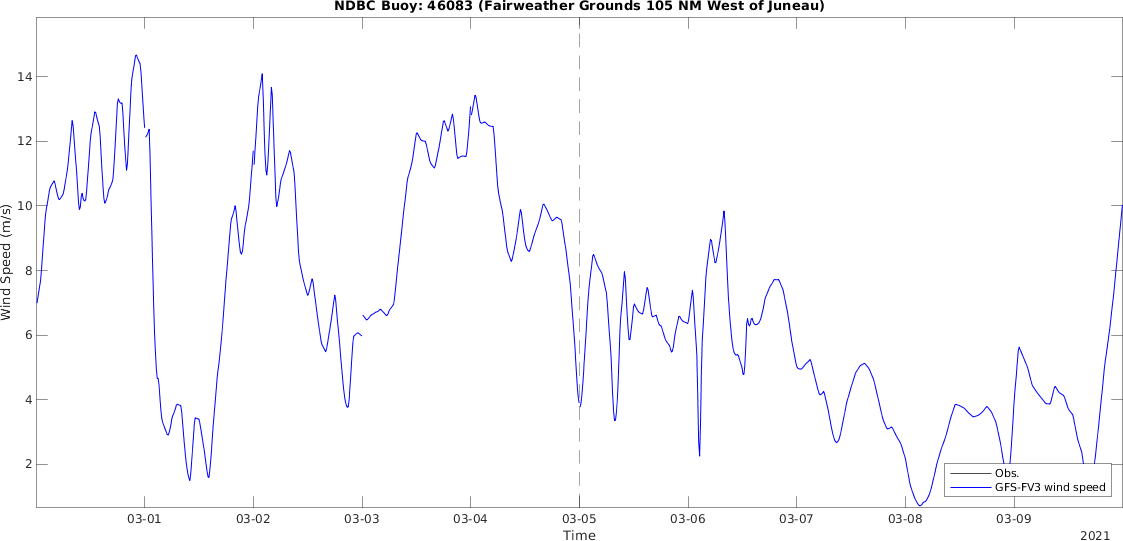 NDBC Buoy: 46083 (Fairweather Grounds 105 NM West of Juneau)
Wind Speed (m/s)
14
12
10
8
6
4
2
03-01 03-02 03-03 03-04 03-05 03-06 03-07 03-08 03-09
Time
2021
Obs.
GFS-FV3 wind speed